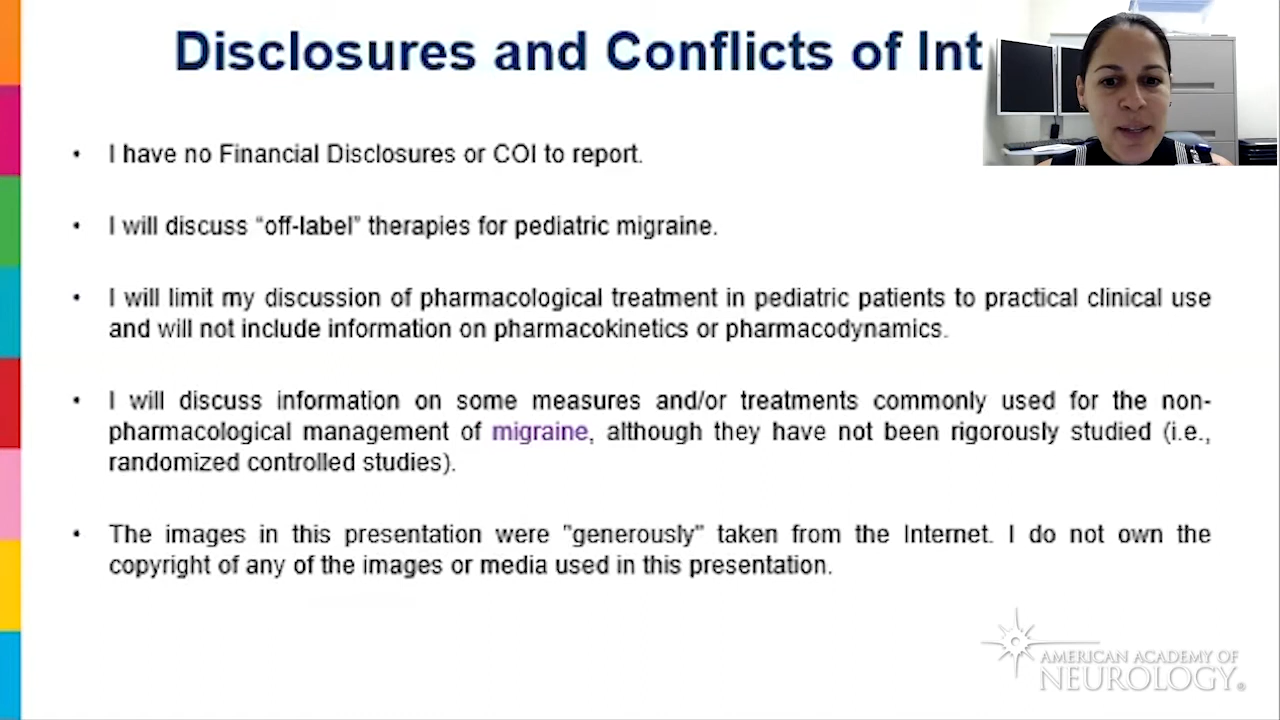 Disclosures and Conflicts of Int
• I have no Financial Disclosures or COI to report.
• I will discuss “off-label” therapies for pediatric migraine.
• I will limit my discussion of pharmacological treatment in pediatric patients to practical clinical use
and will not include information on pharmacokinetics or pharmacodynamics.
• I will discuss information on some measures and/or treatments commonly used for the non-
pharmacological management of migraine, although they have not been rigorously studied (i.e.,
randomized controlled studies).
• The images in this presentation were "generously" taken from the Internet. I do not own the
copyright of any of the images or media used in this presentation.
AMERICAN ACADEMY OF
NEUROLOGY®